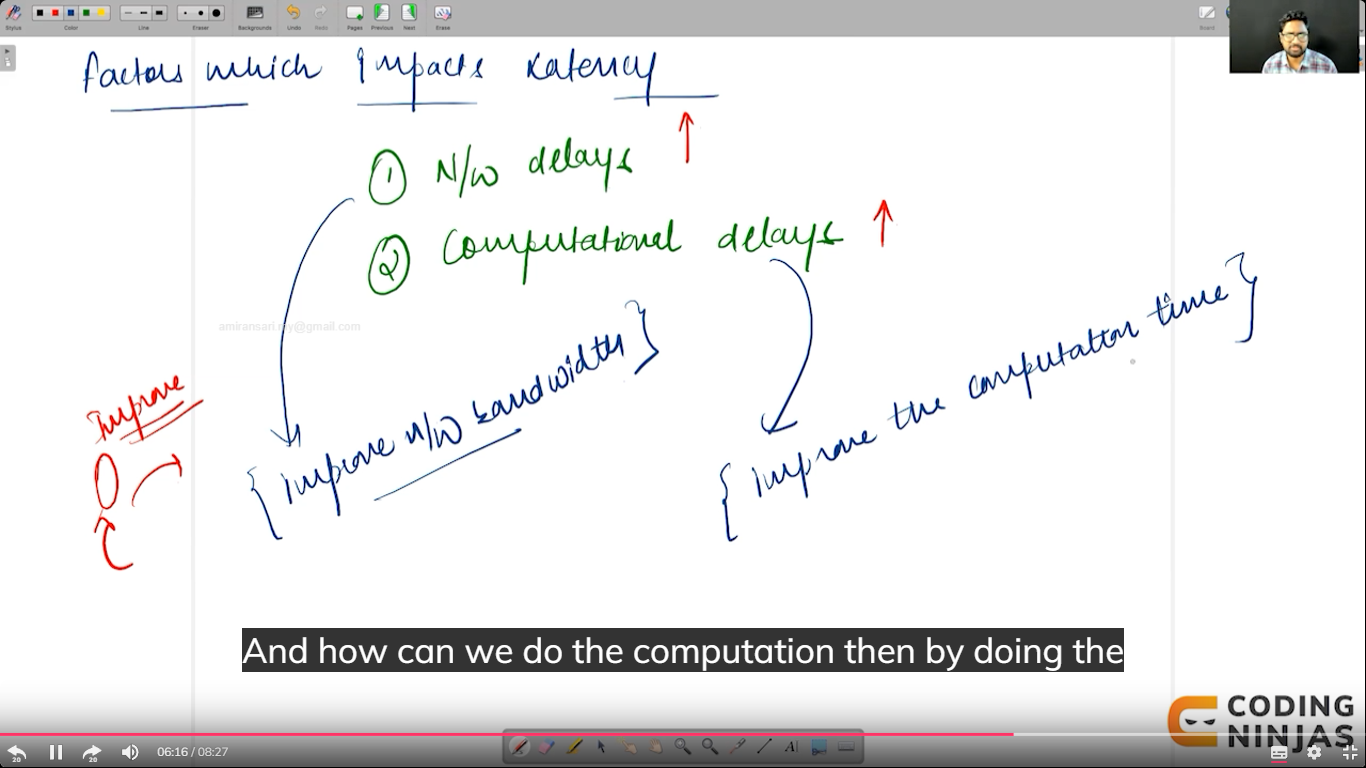 Stylus Color Line Eraser Backgrounds Undo Redo Pages Previous Next Erase Board
factors which Impacts Latency
① N/W delays ↑
② Computational delays ↑
amiransari.my@gmail.com
Improve
{ Improve N/W Bandwidth }
{ Improve the computation time }
And how can we do the computation then by doing the
CODING
NINJAS
20 20 06:16 / 08:27